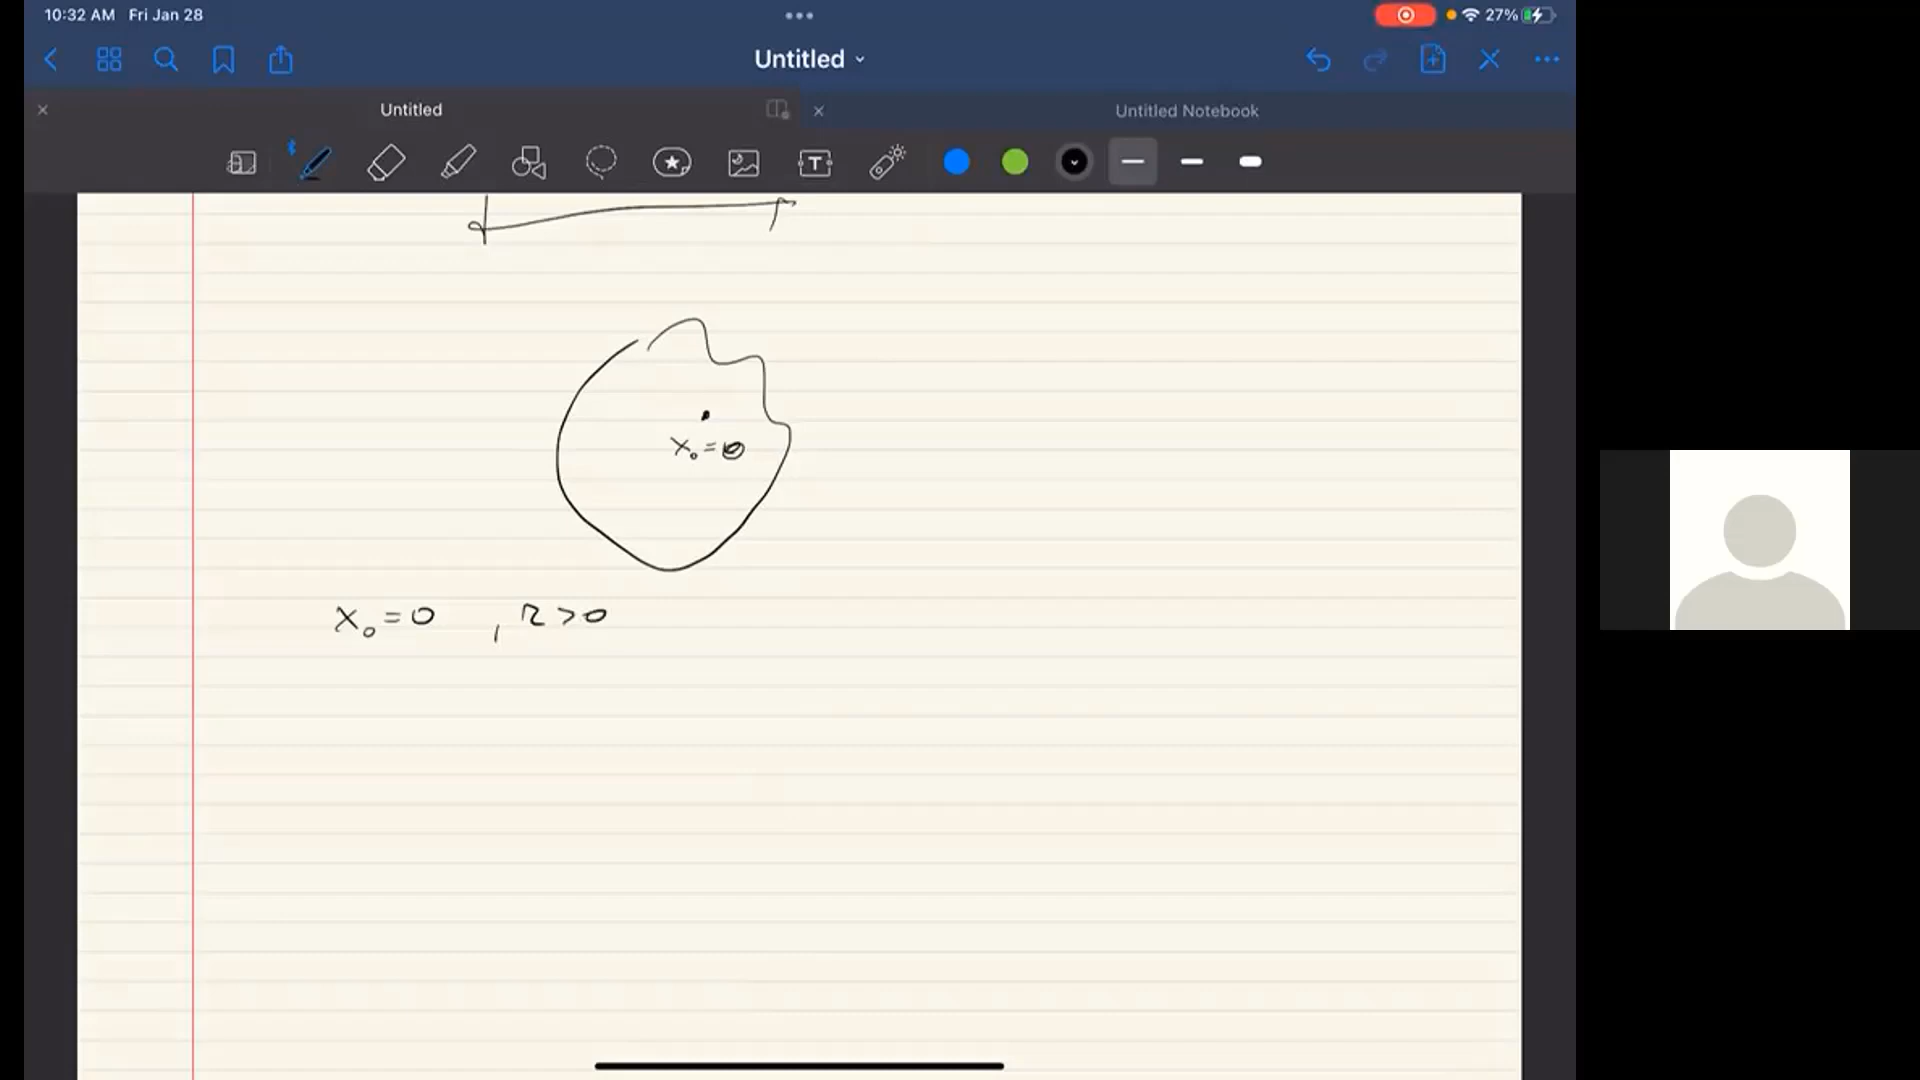 10:32 AM Fri Jan 28
27%
Untitled
Untitled
Untitled Notebook
T
x₀ = 0
x₀ = 0 , r > 0